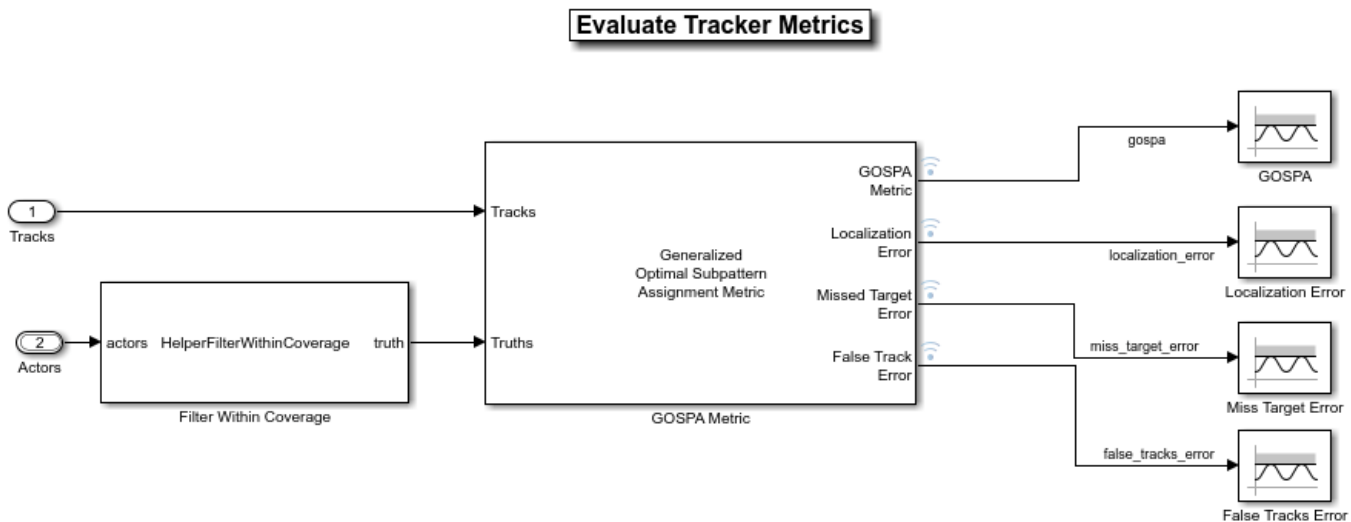 Evaluate Tracker Metrics
gospa
GOSPA
1
Tracks
Tracks
GOSPA
Metric
Localization
Error
Generalized
Optimal Subpattern
Assignment Metric
localization_error
Localization Error
Missed Target
Error
2
Actors
actors
HelperFilterWithinCoverage
truth
Filter Within Coverage
Truths
False Track
Error
GOSPA Metric
miss_target_error
Miss Target Error
false_tracks_error
False Tracks Error